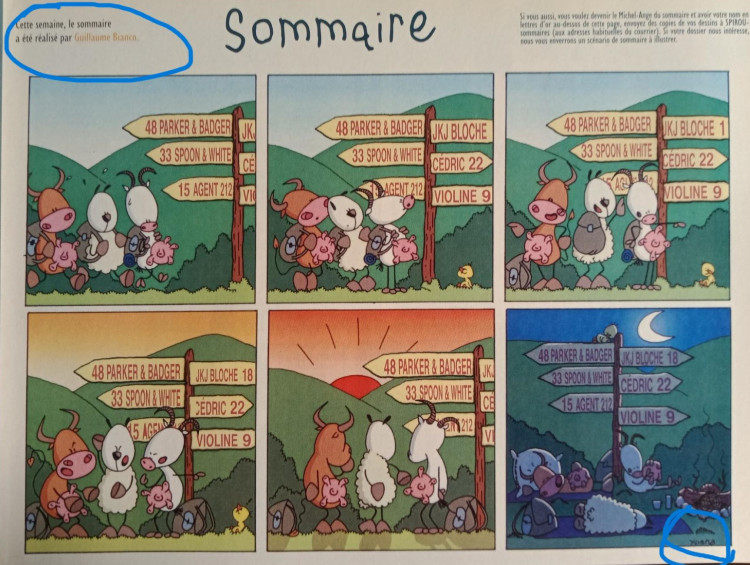 Cette semaine, le sommaire
a été réalisé par Guillaume Bianco.
Sommaire
Si vous aussi, vous voulez devenir le Michel-Ange du sommaire et avoir votre nom en
lettres d'or au-dessus de cette page, envoyez des copies de vos dessins à SPIROU-
sommaires (aux adresses habituelles du courrier). Si votre dossier nous intéresse,
nous vous enverrons un scénario de sommaire à illustrer.
48 PARKER & BADGER
JKJ
33 SPOON & WHITE
CÉ
15 AGENT 212
VIO
48 PARKER & BADGER
JKJ BLOCHE
33 SPOON & WHITE
CÉDRIC 22
AGENT 212
VIOLINE 9
48 PARKER & BADGER
JKJ BLOCHE 1
33 SPOON & WHITE
CÉDRIC 22
VIOLINE 9
48 PARKER & BADGER
JKJ BLOCHE 18
33 SPOON & WHITE
CÉDRIC 22
15 AGEN
VIOLINE 9
48 PARKER & BADGER
JKJ
33 SPOON & WHITE
CÉ
212
VIO
48 PARKER & BADGER
JKJ BLOCHE 18
33 SPOON & WHITE
CÉDRIC 22
15 AGENT 212
VIOLINE 9